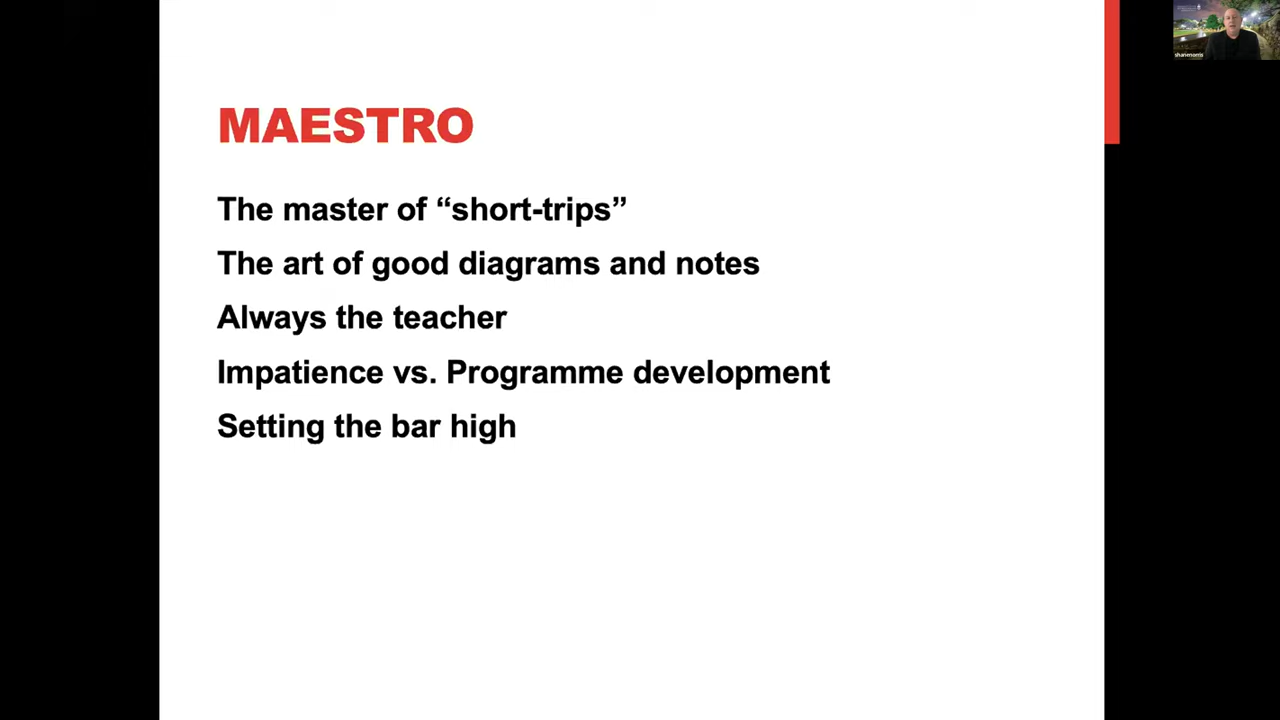 MAESTRO
The master of “short-trips”
The art of good diagrams and notes
Always the teacher
Impatience vs. Programme development
Setting the bar high